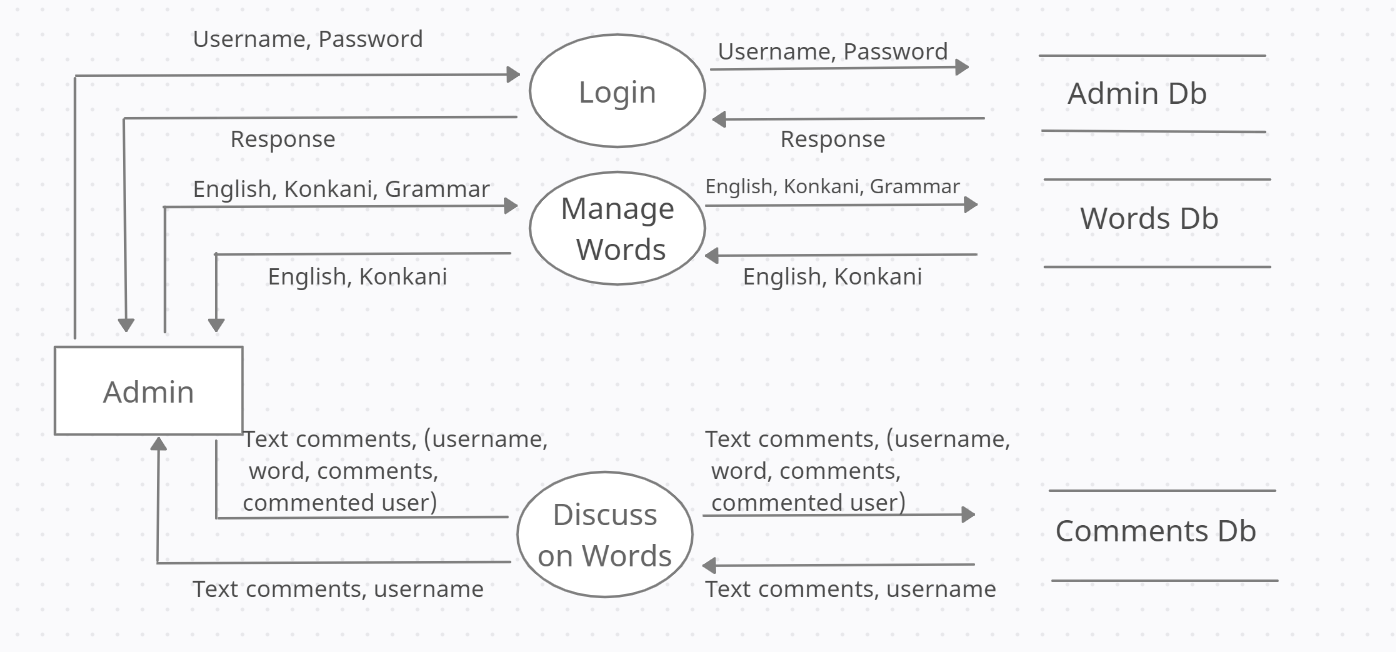 Username, Password
Username, Password
Login
Admin Db
Response
Response
English, Konkani, Grammar
English, Konkani, Grammar
Manage
Words
Words Db
English, Konkani
English, Konkani
Admin
Text comments, (username,
word, comments,
commented user)
Text comments, (username,
word, comments,
commented user)
Discuss
on Words
Comments Db
Text comments, username
Text comments, username